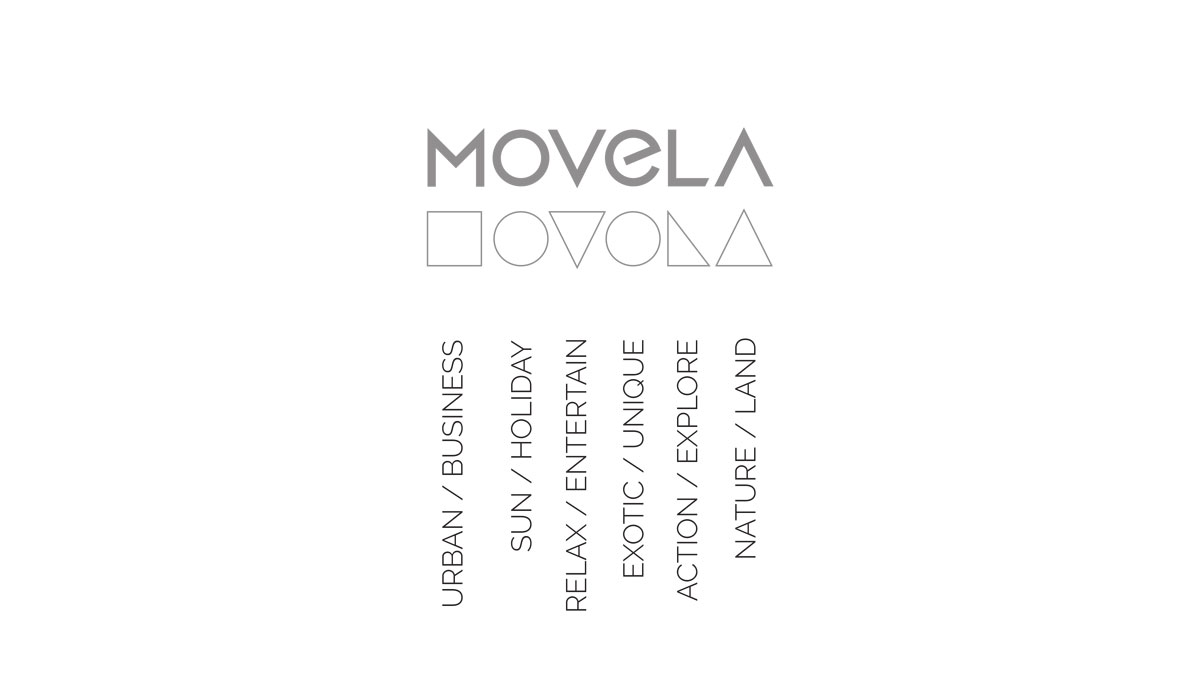 MOVeLA
URBAN / BUSINESS
SUN / HOLIDAY
RELAX / ENTERTAIN
EXOTIC / UNIQUE
ACTION / EXPLORE
NATURE / LAND